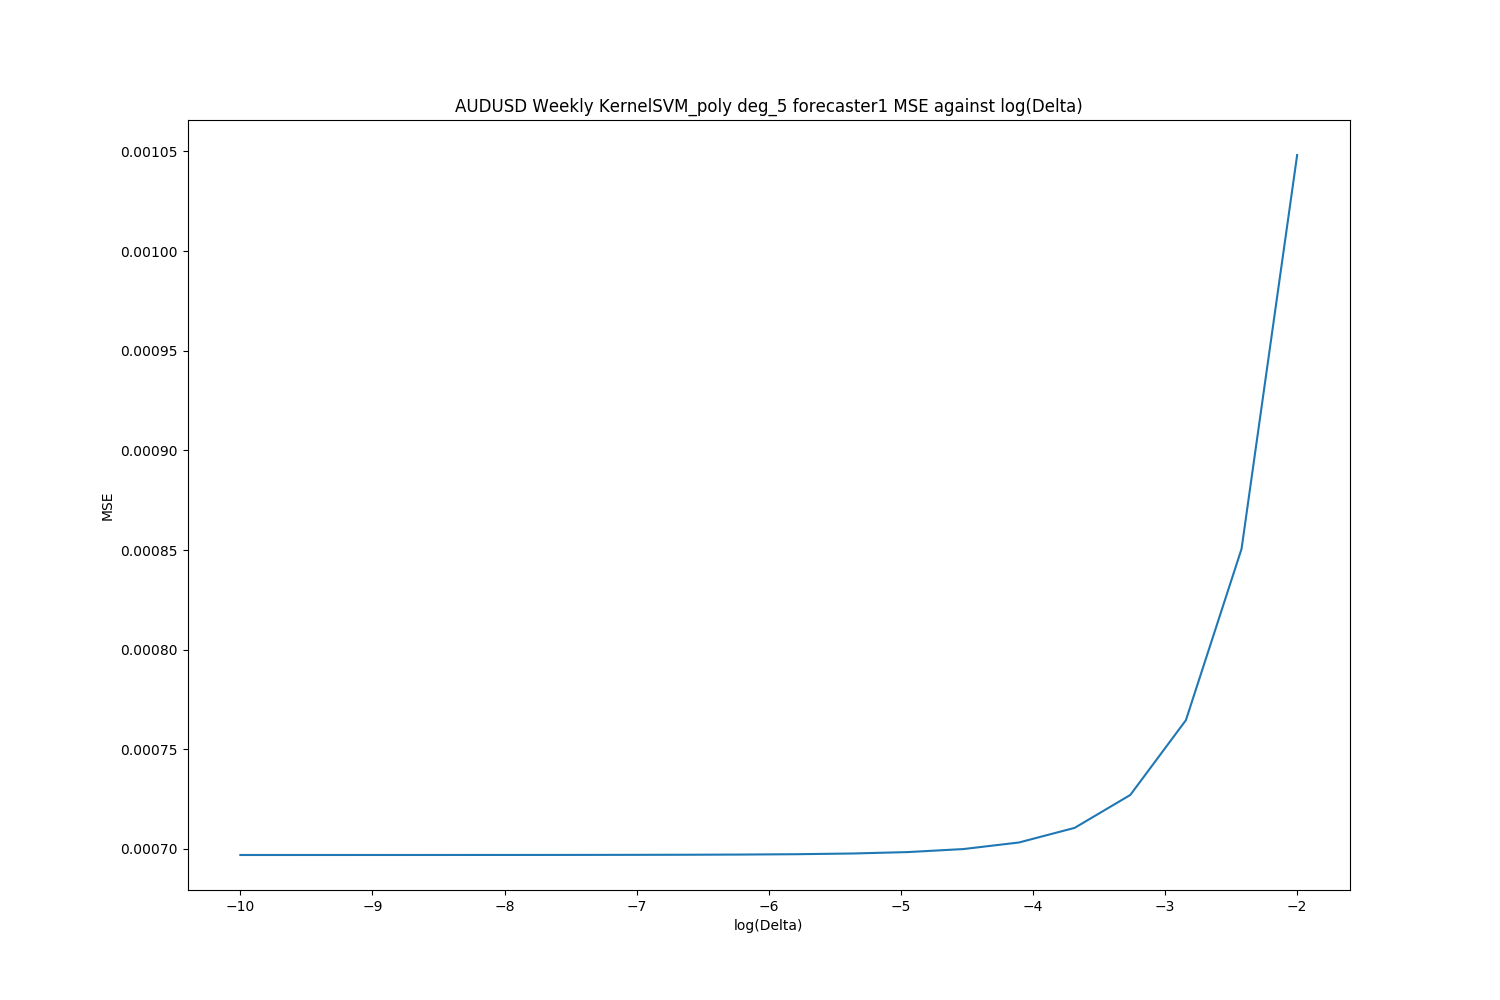 AUDUSD Weekly KernelSVM_poly deg_5 forecaster1 MSE against log(Delta)
0.00105
0.00100
0.00095
0.00090
0.00085
0.00080
0.00075
0.00070
MSE
−10 −9 −8 −7 −6 −5 −4 −3 −2
log(Delta)